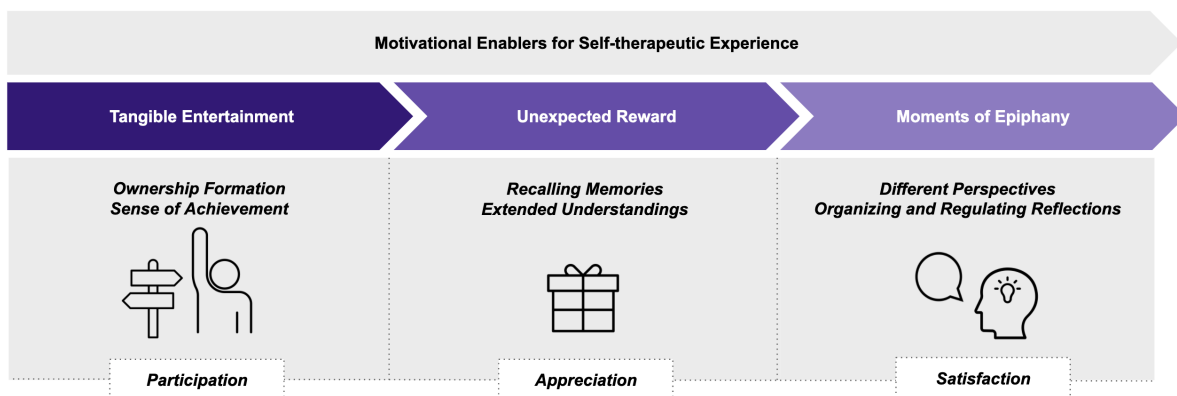 Motivational Enablers for Self-therapeutic Experience
Tangible Entertainment
Unexpected Reward
Moments of Epiphany
Ownership Formation
Sense of Achievement
Recalling Memories
Extended Understandings
Different Perspectives
Organizing and Regulating Reflections
Participation
Appreciation
Satisfaction